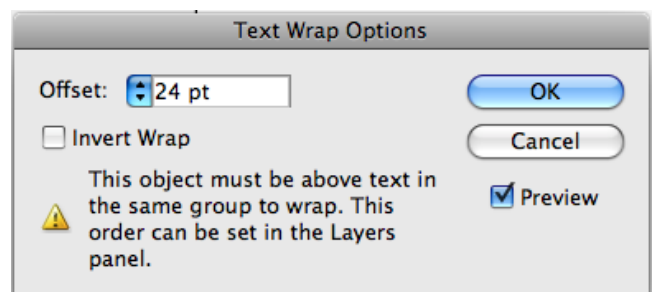 Text Wrap Options
Offset: 24 pt
OK
Invert Wrap
Cancel
This object must be above text in
the same group to wrap. This
order can be set in the Layers
panel.
Preview